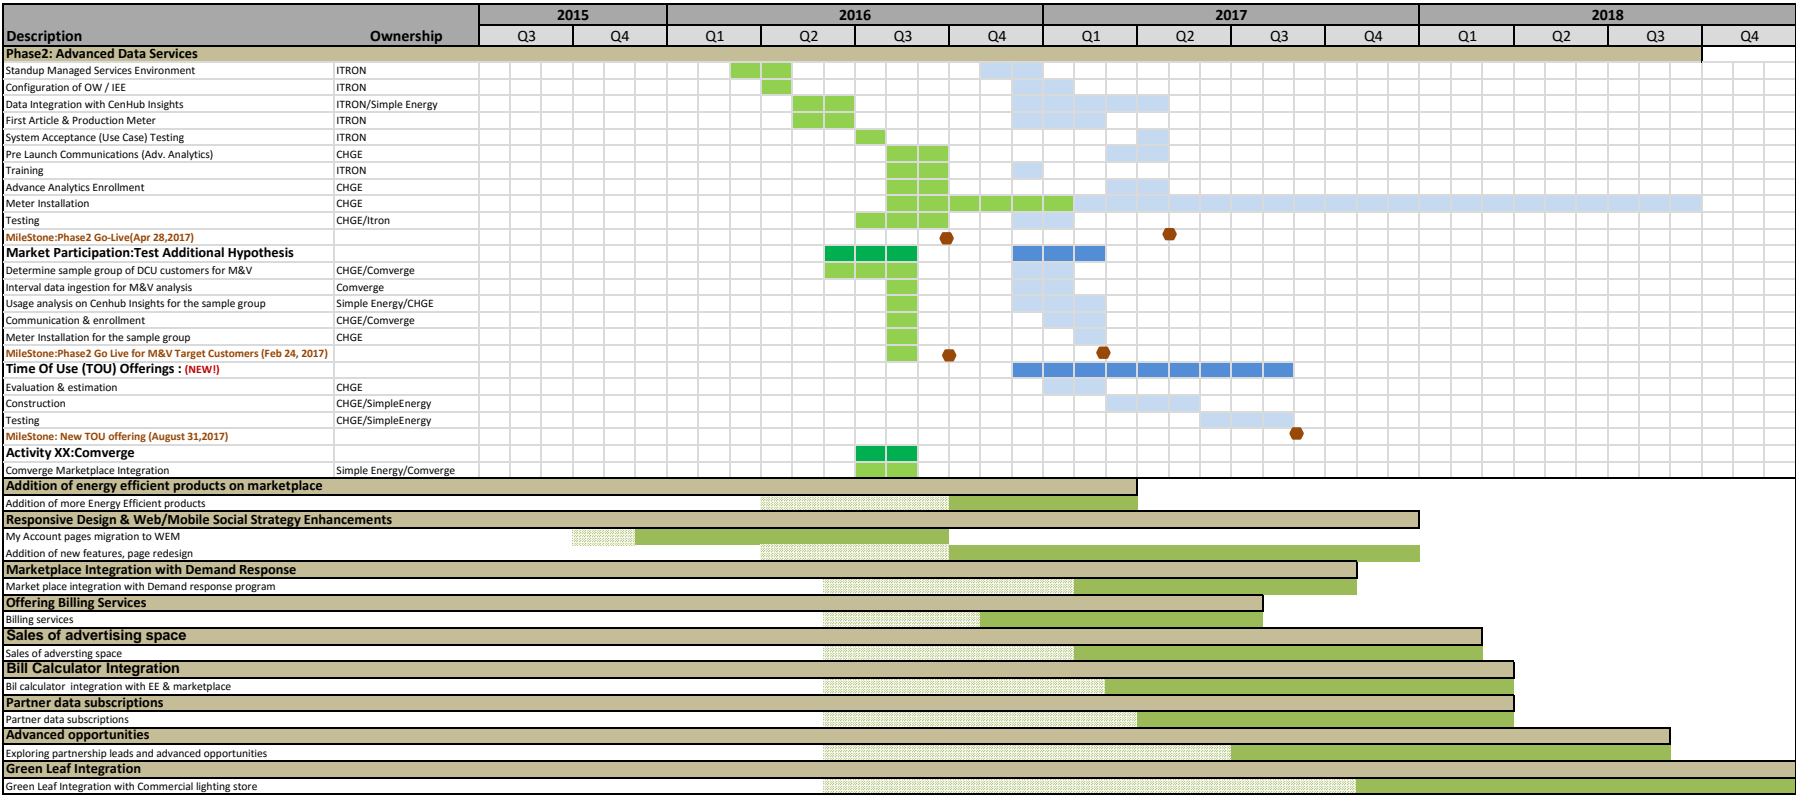 2015 2016 2017 2018
Description Ownership Q3 Q4 Q1 Q2 Q3 Q4 Q1 Q2 Q3 Q4 Q1 Q2 Q3 Q4
Phase2: Advanced Data Services
Standup Managed Services Environment ITRON
Configuration of OW / IEE ITRON
Data Integration with CenHub Insights ITRON/Simple Energy
First Article & Production Meter ITRON
System Acceptance (Use Case) Testing ITRON
Pre Launch Communications (Adv. Analytics) CHGE
Training ITRON
Advance Analytics Enrollment CHGE
Meter Installation CHGE
Testing CHGE/Itron
MileStone:Phase2 Go-Live(Apr 28,2017)
Market Participation:Test Additional Hypothesis
Determine sample group of DCU customers for M&V CHGE/Comverge
Interval data ingestion for M&V analysis Comverge
Usage analysis on Cenhub Insights for the sample group Simple Energy/CHGE
Communication & enrollment CHGE/Comverge
Meter Installation for the sample group CHGE
MileStone:Phase2 Go Live for M&V Target Customers (Feb 24, 2017)
Time Of Use (TOU) Offerings : (NEW!)
Evaluation & estimation CHGE
Construction CHGE/SimpleEnergy
Testing CHGE/SimpleEnergy
MileStone: New TOU offering (August 31,2017)
Activity XX:Comverge
Comverge Marketplace Integration Simple Energy/Comverge
Addition of energy efficient products on marketplace
Addition of more Energy Efficient products
Responsive Design & Web/Mobile Social Strategy Enhancements
My Account pages migration to WEM
Addition of new features, page redesign
Marketplace Integration with Demand Response
Market place integration with Demand response program
Offering Billing Services
Billing services
Sales of advertising space
Sales of adversting space
Bill Calculator Integration
Bil calculator integration with EE & marketplace
Partner data subscriptions
Partner data subscriptions
Advanced opportunities
Exploring partnership leads and advanced opportunities
Green Leaf Integration
Green Leaf Integration with Commercial lighting store